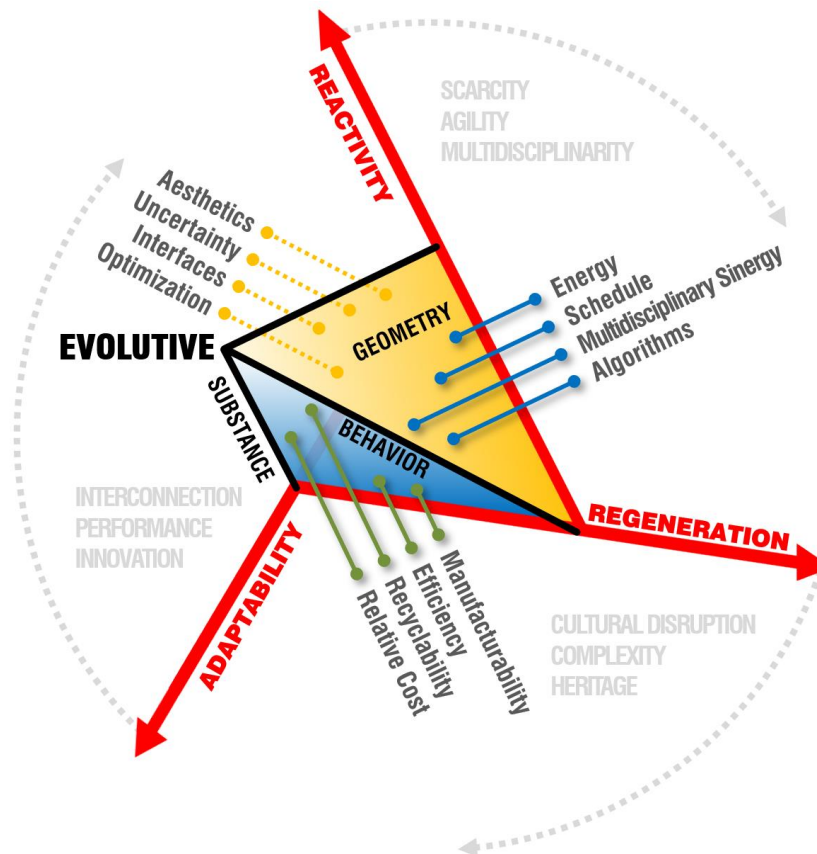 REACTIVITY
SCARCITY
AGILITY
MULTIDISCIPLINARITY
Aesthetics
Uncertainty
Interfaces
Optimization
Energy
Schedule
Multidisciplinary Sinergy
Algorithms
GEOMETRY
EVOLUTIVE
SUBSTANCE
BEHAVIOR
INTERCONNECTION
PERFORMANCE
INNOVATION
ADAPTABILITY
REGENERATION
Relative Cost
Recyclability
Efficiency
Manufacturability
CULTURAL DISRUPTION
COMPLEXITY
HERITAGE